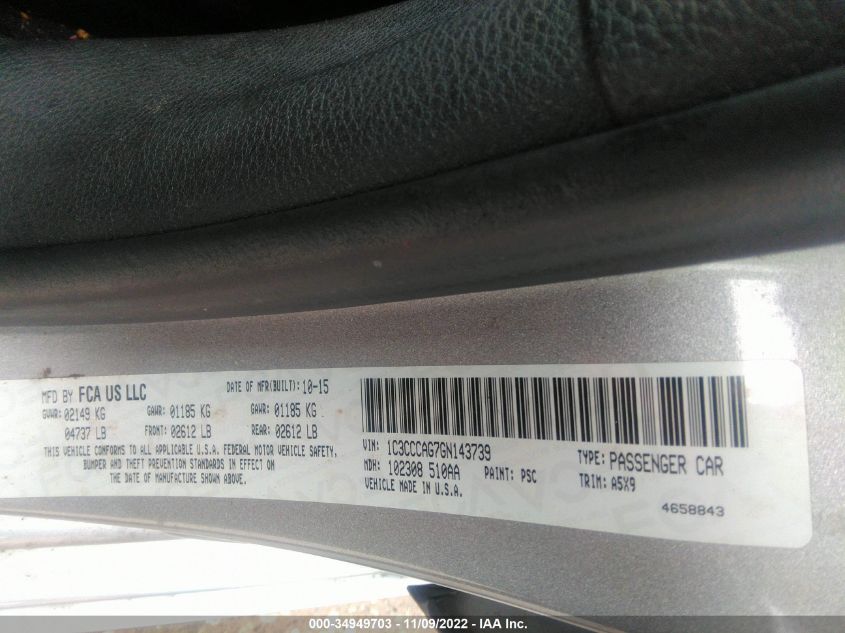 MFD BY FCA US LLC DATE OF MFR(BUILT): 10-15
GVWR: 02149 KG GAWR: 01185 KG GAWR: 01185 KG
04737 LB FRONT: 02612 LB REAR: 02612 LB
THIS VEHICLE CONFORMS TO ALL APPLICABLE U.S.A. FEDERAL MOTOR VEHICLE SAFETY,
BUMPER AND THEFT PREVENTION STANDARDS IN EFFECT ON
THE DATE OF MANUFACTURE SHOWN ABOVE.
VIN: 1C3CCCAG7GN143739 TYPE: PASSENGER CAR
MDH: 102308 510AA PAINT: PSC TRIM: A5X9
VEHICLE MADE IN U.S.A.
4658843
000-34949703 - 11/09/2022 - IAA Inc.